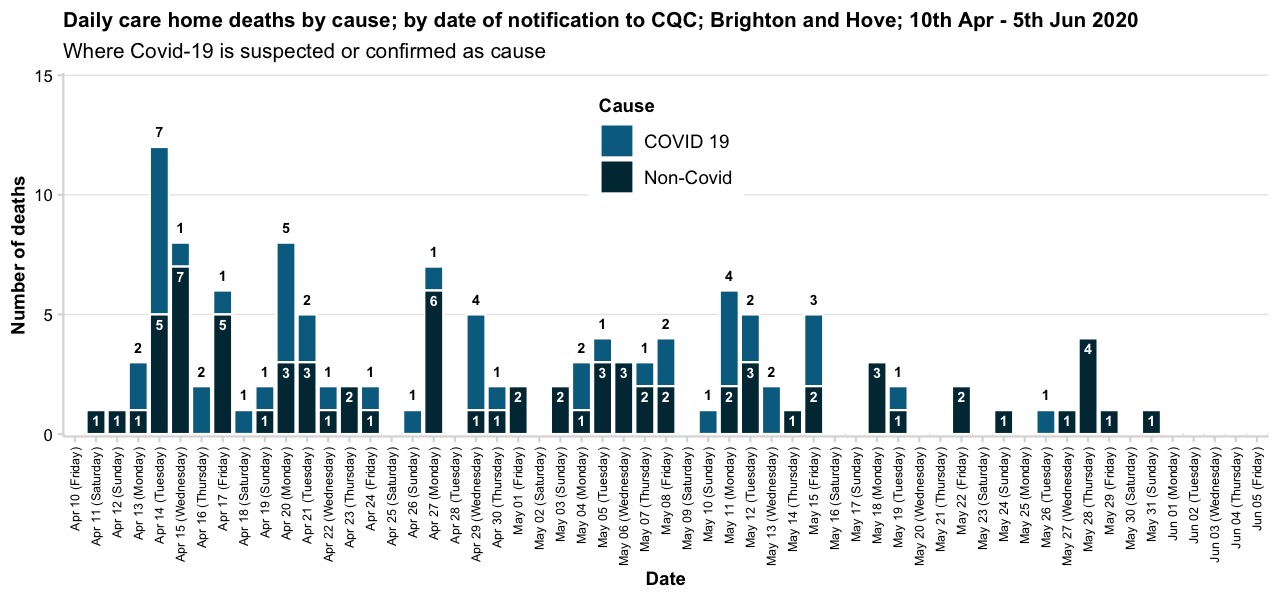 Daily care home deaths by cause; by date of notification to CQC; Brighton and Hove; 10th Apr - 5th Jun 2020
Where Covid-19 is suspected or confirmed as cause
Number of deaths
15
10
5
0
Cause
COVID 19
Non-Covid
7
1
5
1
4
1
2
2
1
5
2
4
2
3
1
1
2
1
1
1
1
1
2
1
1
2
1
2
1
1
1
1
1
5
7
5
1
3
3
1
2
1
6
1
1
2
2
1
3
3
2
2
2
3
1
2
3
1
2
1
1
4
1
1
Apr 10 (Friday)
Apr 11 (Saturday)
Apr 12 (Sunday)
Apr 13 (Monday)
Apr 14 (Tuesday)
Apr 15 (Wednesday)
Apr 16 (Thursday)
Apr 17 (Friday)
Apr 18 (Saturday)
Apr 19 (Sunday)
Apr 20 (Monday)
Apr 21 (Tuesday)
Apr 22 (Wednesday)
Apr 23 (Thursday)
Apr 24 (Friday)
Apr 25 (Saturday)
Apr 26 (Sunday)
Apr 27 (Monday)
Apr 28 (Tuesday)
Apr 29 (Wednesday)
Apr 30 (Thursday)
May 01 (Friday)
May 02 (Saturday)
May 03 (Sunday)
May 04 (Monday)
May 05 (Tuesday)
May 06 (Wednesday)
May 07 (Thursday)
May 08 (Friday)
May 09 (Saturday)
May 10 (Sunday)
May 11 (Monday)
May 12 (Tuesday)
May 13 (Wednesday)
May 14 (Thursday)
May 15 (Friday)
May 16 (Saturday)
May 17 (Sunday)
May 18 (Monday)
May 19 (Tuesday)
May 20 (Wednesday)
May 21 (Thursday)
May 22 (Friday)
May 23 (Saturday)
May 24 (Sunday)
May 26 (Tuesday)
May 27 (Wednesday)
May 28 (Thursday)
May 29 (Friday)
May 30 (Saturday)
May 31 (Sunday)
Jun 01 (Monday)
Jun 02 (Tuesday)
Jun 03 (Wednesday)
Jun 04 (Thursday)
Jun 05 (Friday)
Date